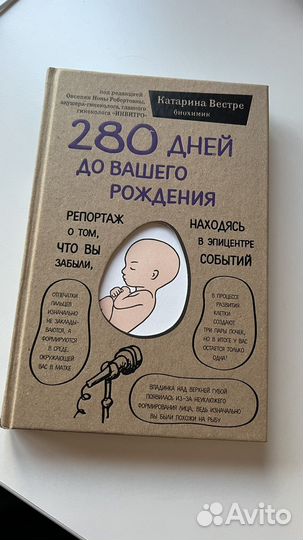 под редакцией
Овсепян Нонны Робертовны,
акушера-гинеколога, главного
гинеколога «ИНВИТРО»
Катарина Вестре
биохимик
280 ДНЕЙ
ДО ВАШЕГО
РОЖДЕНИЯ
РЕПОРТАЖ
О ТОМ,
ЧТО ВЫ
ЗАБЫЛИ,
НАХОДЯСЬ
В ЭПИЦЕНТРЕ
СОБЫТИЙ
ОТПЕЧАТКИ
ПАЛЬЦЕВ
ИЗНАЧАЛЬНО
НЕ ЗАКЛАДЫ-
ВАЮТСЯ, А
ФОРМИРУЮТСЯ
В СРЕДЕ,
ОКРУЖАЮЩЕЙ
ВАС В МАТКЕ
В ПРОЦЕССЕ
РАЗВИТИЯ
КЛЕТКИ
СОЗДАЮТ
ТРИ ПАРЫ ПОЧЕК,
НО В ИТОГЕ У ВАС
ОСТАЕТСЯ ТОЛЬКО
ОДНА!
ВПАДИНКА НАД ВЕРХНЕЙ ГУБОЙ
ПОЯВИЛАСЬ ИЗ-ЗА НЕУКЛЮЖЕГО
ФОРМИРОВАНИЯ ЛИЦА, ВЕДЬ ИЗНАЧАЛЬНО
ВЫ БЫЛИ ПОХОЖИ НА РЫБУ
Avito